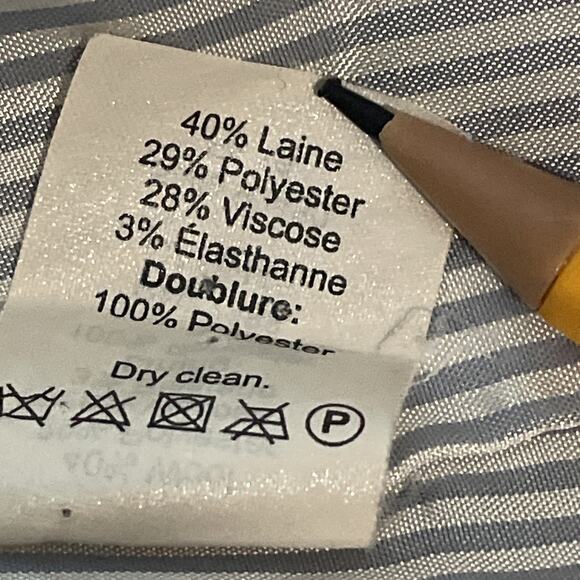 40% Laine
29% Polyester
28% Viscose
3% Élasthanne
Doublure:
100% Polyester
Dry clean.
P